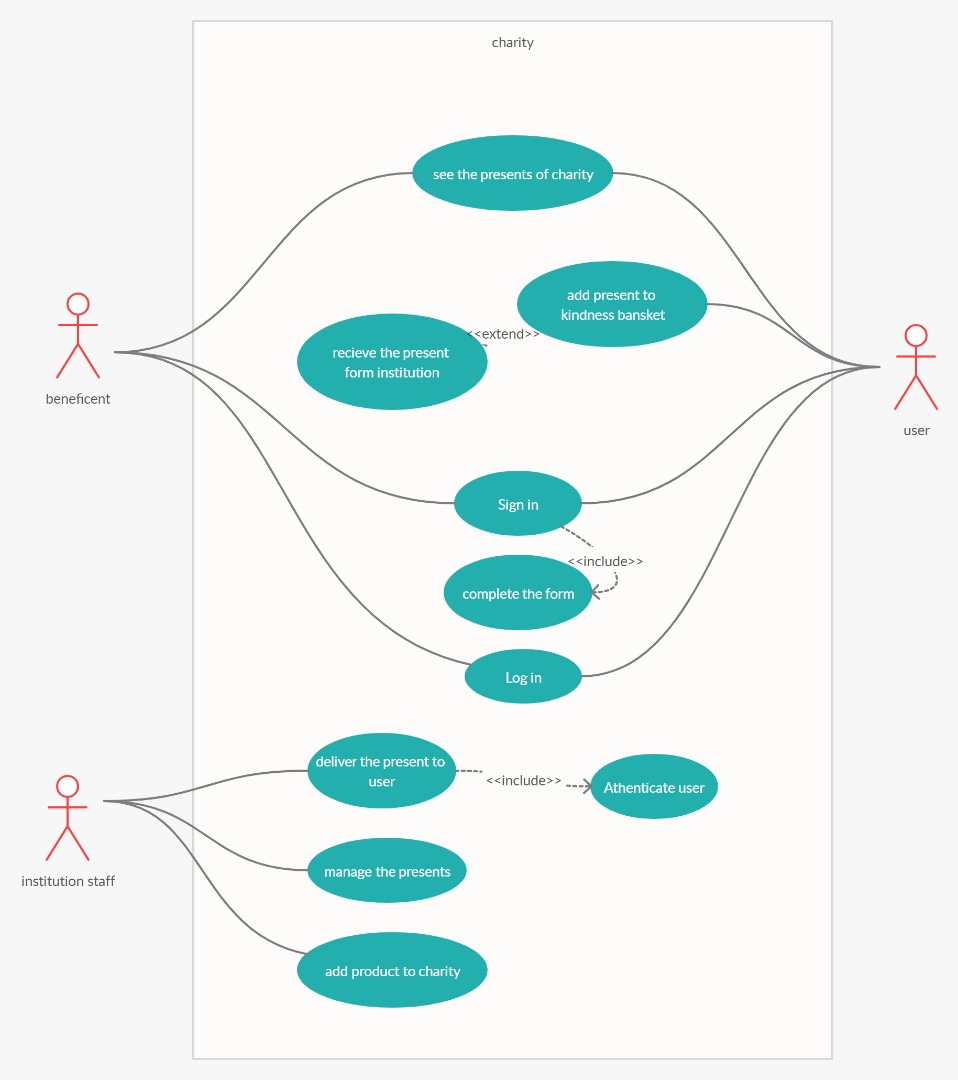 charity
see the presents of charity
add present to
kindness bansket
<<extend>>
recieve the present
form institution
beneficent
user
Sign in
<<include>>
complete the form
Log in
deliver the present to
user
<<include>>
Athenticate user
manage the presents
institution staff
add product to charity